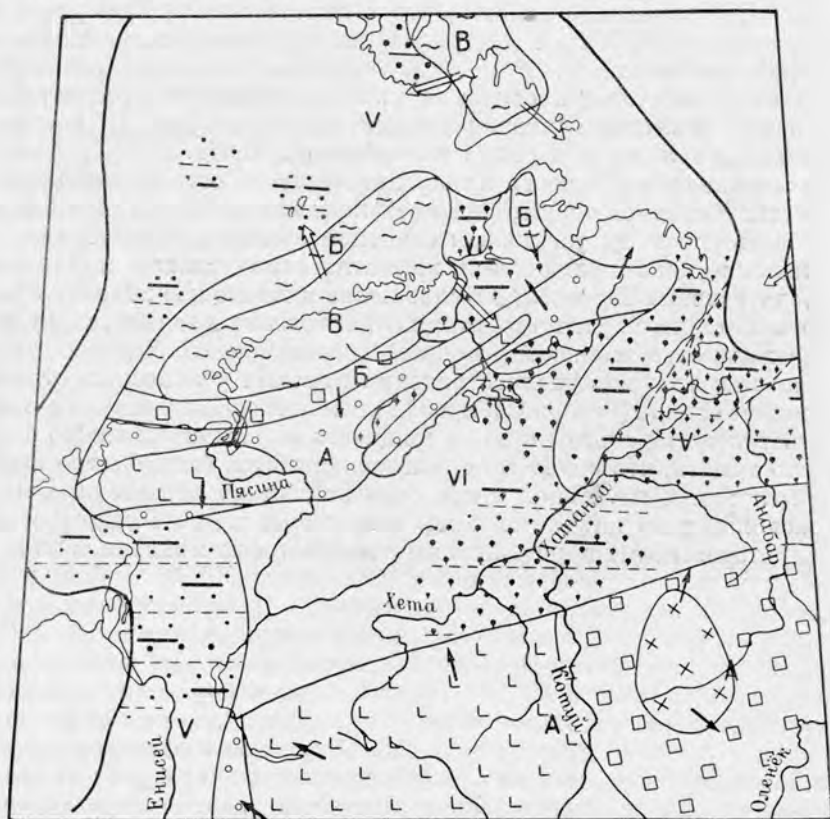 В
V
Б
VI
Б
В
Б
I
А
V
Пясина
VI
Хатанга
Анабар
Хета
А
Котуй
А
V
Енисей
Оленёк